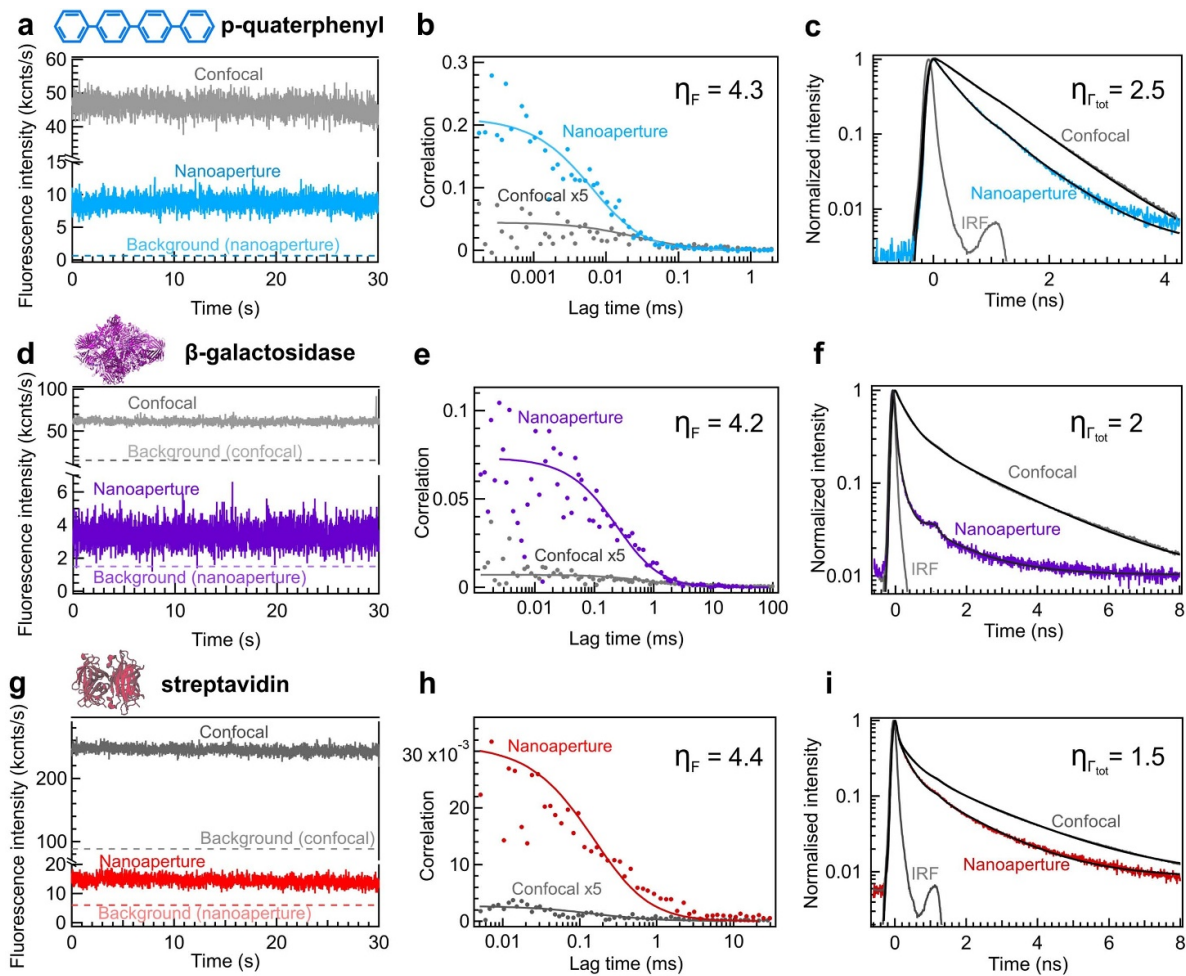 a p-quaterphenyl
Fluorescence intensity (kcnts/s)
60
50
40
15
10
5
0
Confocal
Nanoaperture
Background (nanoaperture)
0 10 20 30
Time (s)
b
Correlation
0.3
0.2
0.1
0
ηF = 4.3
Nanoaperture
Confocal x5
0.001 0.01 0.1 1
Lag time (ms)
c
Normalized intensity
1
0.1
0.01
ηΓtot = 2.5
Confocal
Nanoaperture
IRF
0 2 4
Time (ns)
d β-galactosidase
Fluorescence intensity (kcnts/s)
100
50
6
4
2
0
Confocal
Background (confocal)
Nanoaperture
Background (nanoaperture)
0 10 20 30
Time (s)
e
Correlation
0.1
0.05
0
ηF = 4.2
Nanoaperture
Confocal x5
0.01 0.1 1 10 100
Lag time (ms)
f
Normalized intensity
1
0.1
0.01
ηΓtot = 2
Confocal
Nanoaperture
IRF
0 2 4 6 8
Time (ns)
g streptavidin
Fluorescence intensity (kcnts/s)
200
100
20
10
0
Confocal
Background (confocal)
Nanoaperture
Background (nanoaperture)
0 10 20 30
Time (s)
h
Correlation
30 x10-3
20
10
0
ηF = 4.4
Nanoaperture
Confocal x5
0.01 0.1 1 10
Lag time (ms)
i
Normalised intensity
1
0.1
0.01
ηΓtot = 1.5
Confocal
Nanoaperture
IRF
0 2 4 6 8
Time (ns)